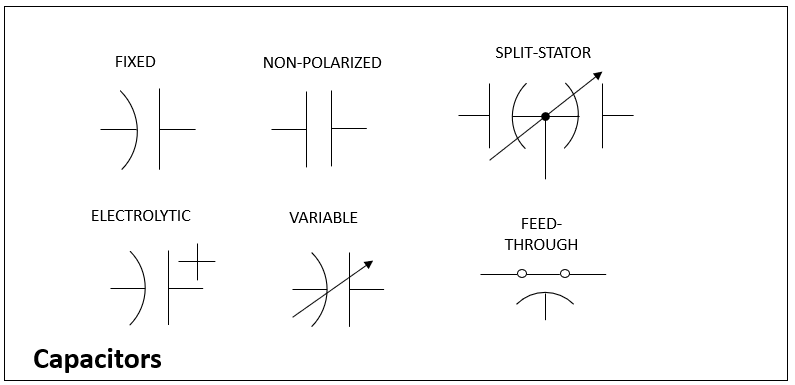 FIXED
NON-POLARIZED
SPLIT-STATOR
ELECTROLYTIC
VARIABLE
FEED-
THROUGH
Capacitors